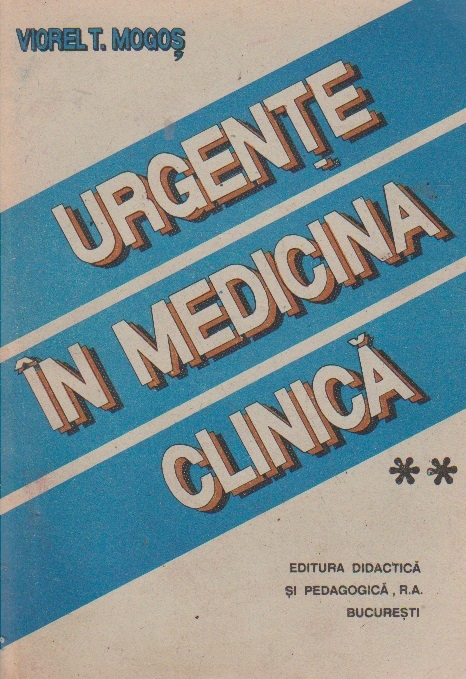 VIOREL T. MOGOȘ
URGENȚE
ÎN MEDICINA
CLINICĂ
**
EDITURA DIDACTICĂ
ȘI PEDAGOGICĂ, R.A.
BUCUREȘTI